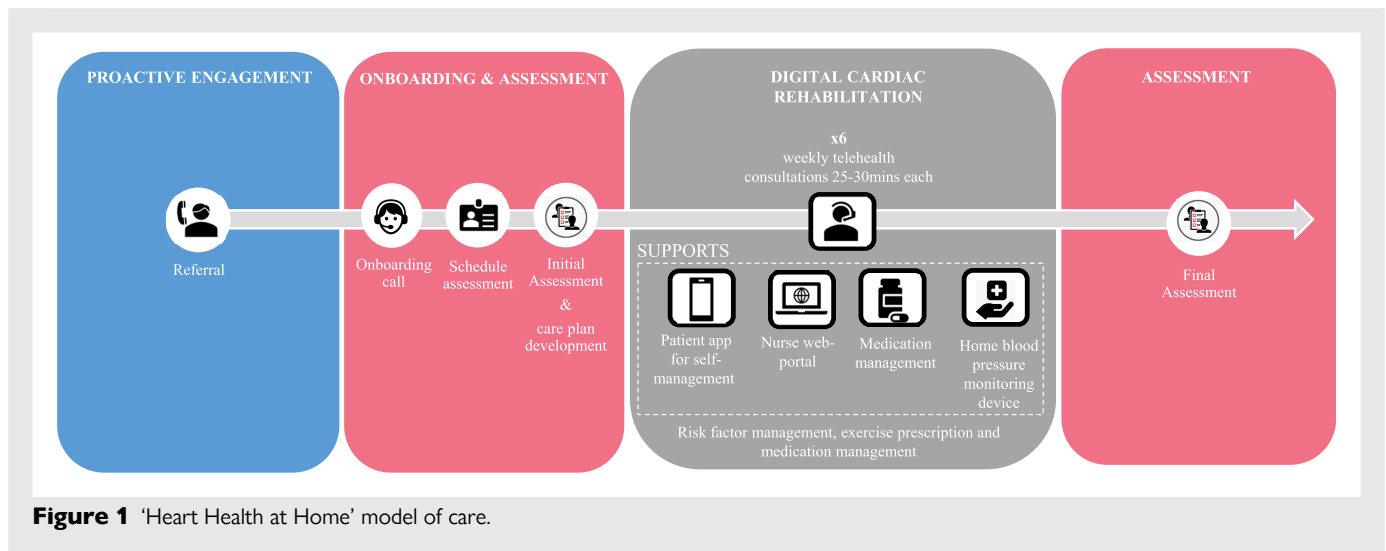 PROACTIVE ENGAGEMENT
Referral
ONBOARDING & ASSESSMENT
Onboarding
call
Schedule
assessment
Initial
Assessment
&
care plan
development
DIGITAL CARDIAC
REHABILITATION
x6
weekly telehealth
consultations 25-30mins each
SUPPORTS
Patient app
for self-
management
Nurse web-
portal
Medication
management
Home blood
pressure
monitoring
device
Risk factor management, exercise prescription and
medication management
ASSESSMENT
Final
Assessment
Figure 1 ‘Heart Health at Home’ model of care.